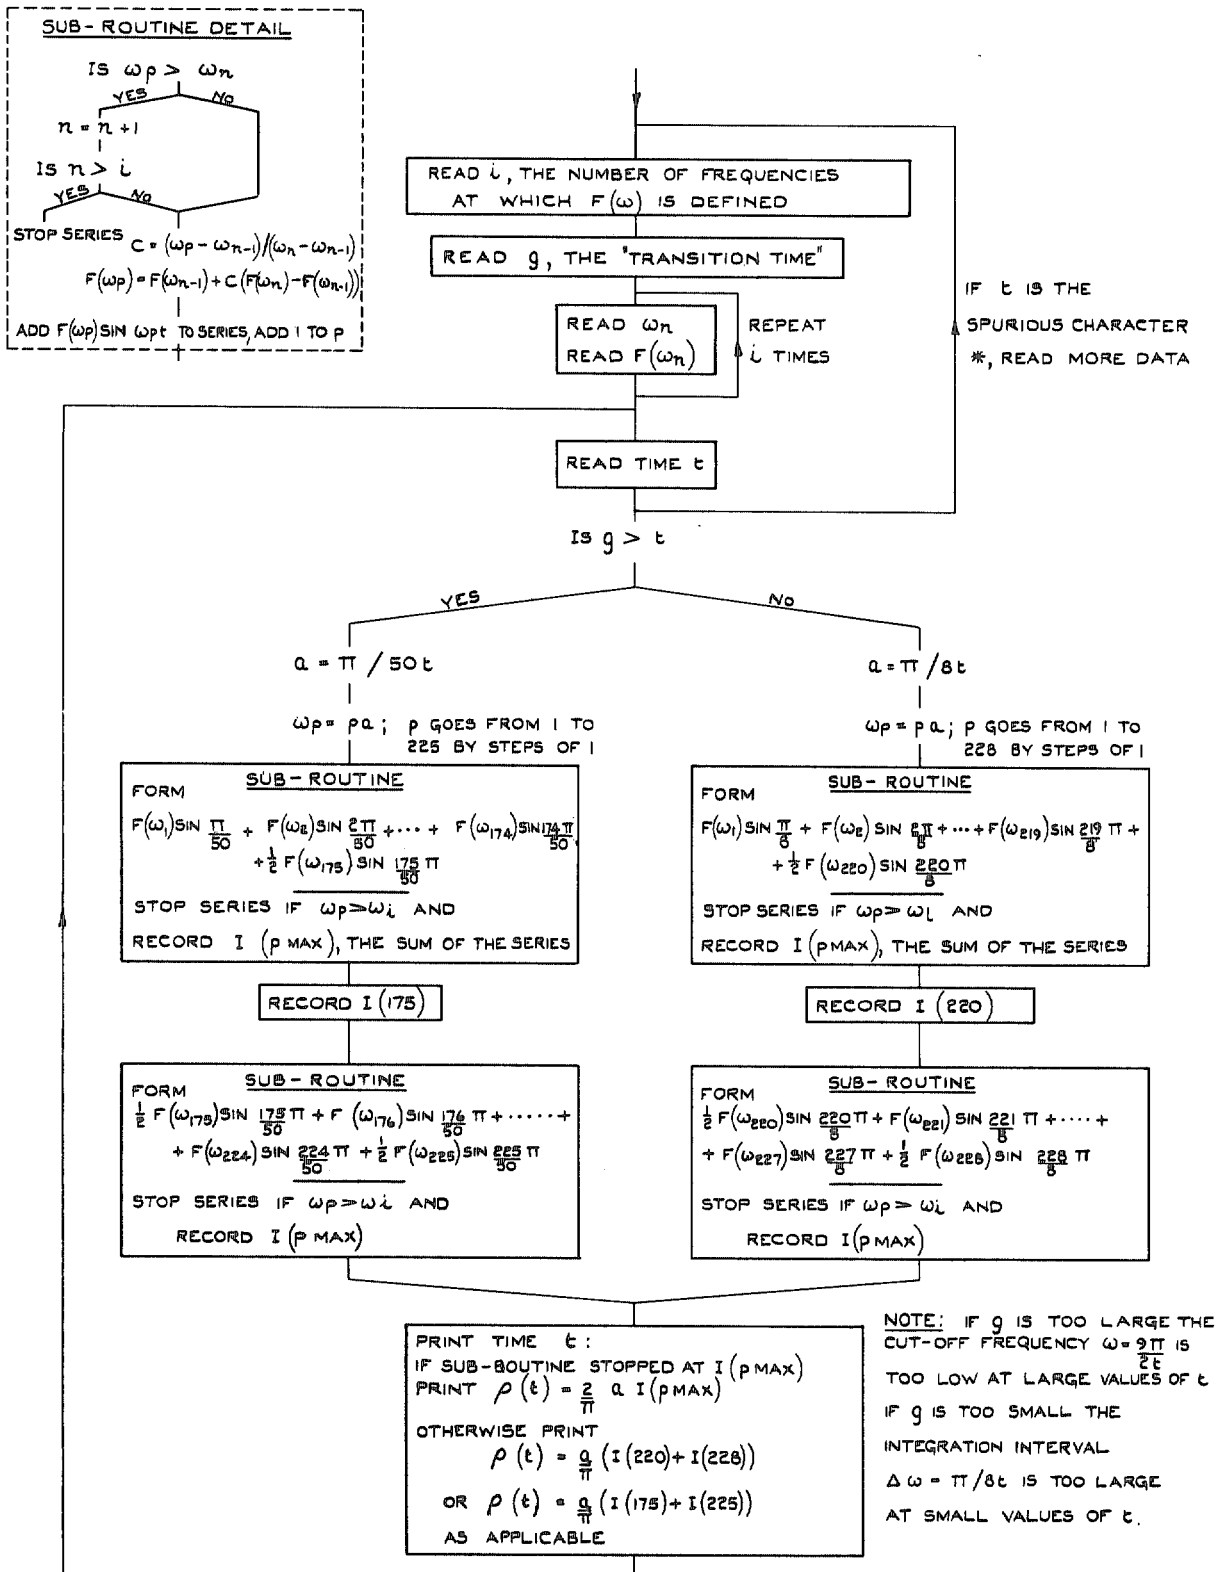 SUB-ROUTINE DETAIL
Is ωp > ωn
YES NO
n = n+1
Is n > i
YES NO
STOP SERIES C = (ωp - ωn-1)/(ωn - ωn-1)
F(ωp) = F(ωn-1) + C(F(ωn) - F(ωn-1))
ADD F(ωp) SIN ωpt TO SERIES, ADD 1 TO p
READ i, THE NUMBER OF FREQUENCIES
AT WHICH F(ω) IS DEFINED
READ g, THE "TRANSITION TIME"
READ ωn
READ F(ωn)
REPEAT
i TIMES
IF t IS THE
SPURIOUS CHARACTER
*, READ MORE DATA
READ TIME t
Is g > t
YES NO
a = π / 50t
ωp = pa; p GOES FROM 1 TO
225 BY STEPS OF 1
SUB-ROUTINE
FORM
F(ω1) SIN π/50 + F(ω2) SIN 2π/50 + ··· + F(ω174) SIN 174π/50
+ ½ F(ω175) SIN 175/50 π
STOP SERIES IF ωp > ωi AND
RECORD I (p MAX), THE SUM OF THE SERIES
RECORD I (175)
SUB-ROUTINE
FORM
½ F(ω175) SIN 175/50 π + F (ω176) SIN 176/50 π + ····· +
+ F(ω224) SIN 224/50 π + ½ F(ω225) SIN 225/50 π
STOP SERIES IF ωp > ωi AND
RECORD I (p MAX)
a = π / 8t
ωp = pa; p GOES FROM 1 TO
228 BY STEPS OF 1
SUB-ROUTINE
FORM
F(ω1) SIN π/8 + F(ω2) SIN 2π/8 + ··· + F(ω219) SIN 219/8 π +
+ ½ F(ω220) SIN 220/8 π
STOP SERIES IF ωp > ωi AND
RECORD I (p MAX), THE SUM OF THE SERIES
RECORD I (220)
SUB-ROUTINE
FORM
½ F(ω220) SIN 220/8 π + F(ω221) SIN 221/8 π + ···· +
+ F(ω227) SIN 227/8 π + ½ F(ω228) SIN 228/8 π
STOP SERIES IF ωp > ωi AND
RECORD I (p MAX)
PRINT TIME t:
IF SUB-ROUTINE STOPPED AT I (p MAX)
PRINT ρ (t) = 2/π a I (p MAX)
OTHERWISE PRINT
ρ (t) = a/π (I (220) + I (228))
OR ρ (t) = a/π (I (175) + I (225))
AS APPLICABLE
NOTE: IF g IS TOO LARGE THE
CUT-OFF FREQUENCY ω = 9π/2t IS
TOO LOW AT LARGE VALUES OF t
IF g IS TOO SMALL THE
INTEGRATION INTERVAL
Δω = π/8t IS TOO LARGE
AT SMALL VALUES OF t.